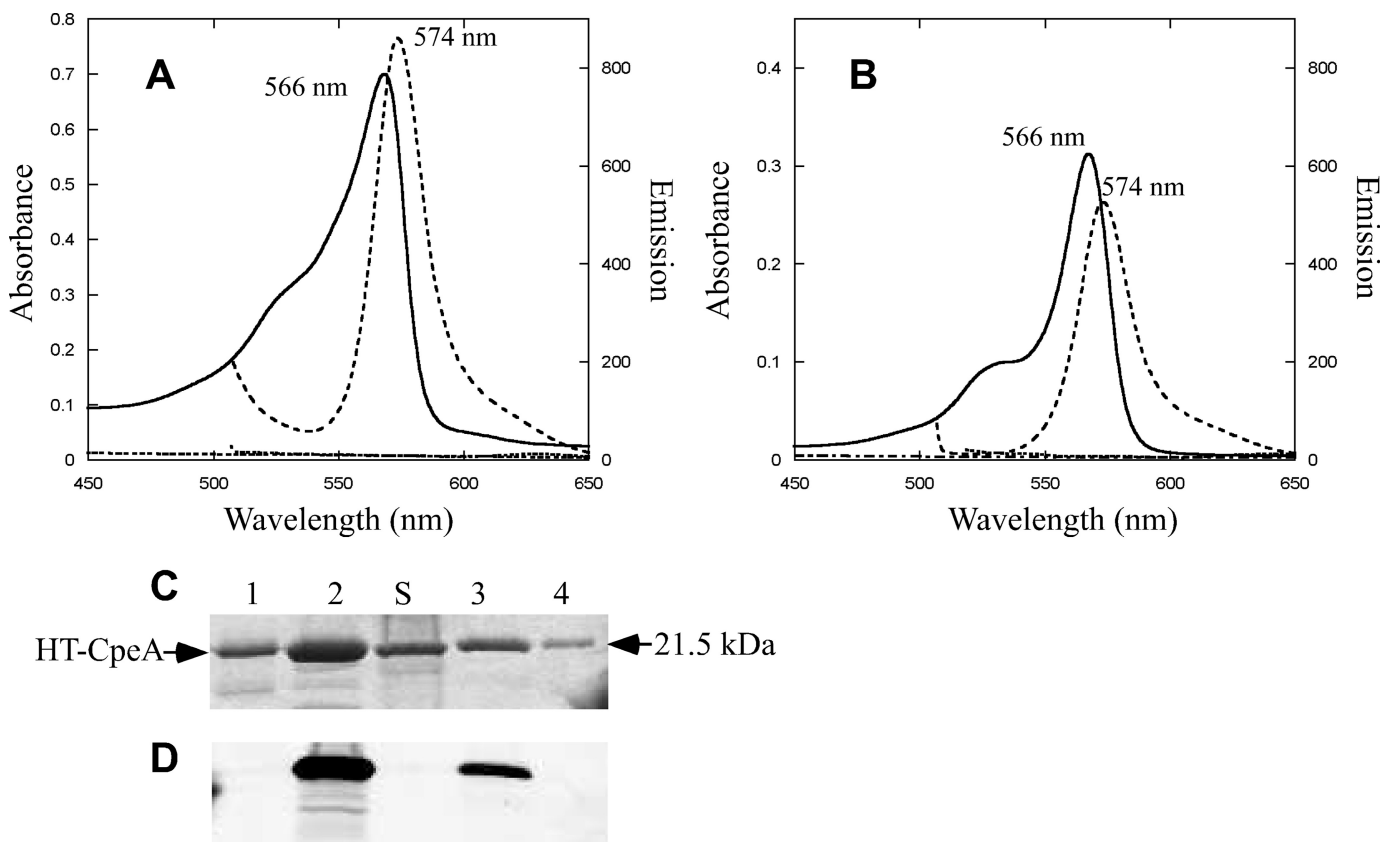 A
574 nm
566 nm
0.8
0.7
0.6
0.5
0.4
0.3
0.2
0.1
0
800
600
400
200
0
450
500
550
600
650
Absorbance
Emission
Wavelength (nm)
B
566 nm
574 nm
0.4
0.3
0.2
0.1
0
800
600
400
200
0
450
500
550
600
650
Absorbance
Emission
Wavelength (nm)
C
1 2 S 3 4
HT-CpeA
21.5 kDa
D